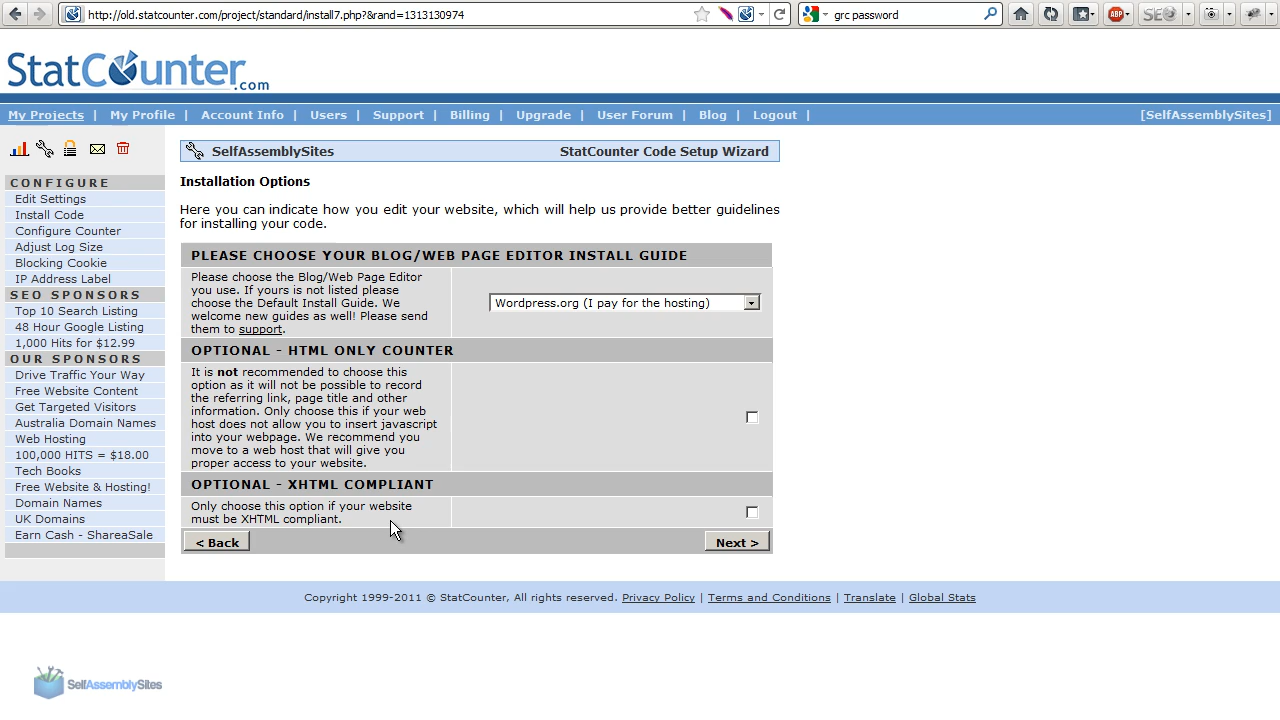 http://old.statcounter.com/project/standard/install7.php?&rand=1313130974
grc password
ABP
SEO
StatCounter.com
My Projects | My Profile | Account Info | Users | Support | Billing | Upgrade | User Forum | Blog | Logout | [SelfAssemblySites]
SelfAssemblySites StatCounter Code Setup Wizard
CONFIGURE
Edit Settings
Install Code
Configure Counter
Adjust Log Size
Blocking Cookie
IP Address Label
SEO SPONSORS
Top 10 Search Listing
48 Hour Google Listing
1,000 Hits for $12.99
OUR SPONSORS
Drive Traffic Your Way
Free Website Content
Get Targeted Visitors
Australia Domain Names
Web Hosting
100,000 HITS = $18.00
Tech Books
Free Website & Hosting!
Domain Names
UK Domains
Earn Cash - ShareaSale
Installation Options
Here you can indicate how you edit your website, which will help us provide better guidelines
for installing your code.
PLEASE CHOOSE YOUR BLOG/WEB PAGE EDITOR INSTALL GUIDE
Please choose the Blog/Web Page Editor
you use. If yours is not listed please
choose the Default Install Guide. We
welcome new guides as well! Please send
them to support.
Wordpress.org (I pay for the hosting)
OPTIONAL - HTML ONLY COUNTER
It is not recommended to choose this
option as it will not be possible to record
the referring link, page title and other
information. Only choose this if your web
host does not allow you to insert javascript
into your webpage. We recommend you
move to a web host that will give you
proper access to your website.
OPTIONAL - XHTML COMPLIANT
Only choose this option if your website
must be XHTML compliant.
< Back Next >
Copyright 1999-2011 © StatCounter, All rights reserved. Privacy Policy | Terms and Conditions | Translate | Global Stats
SelfAssemblySites